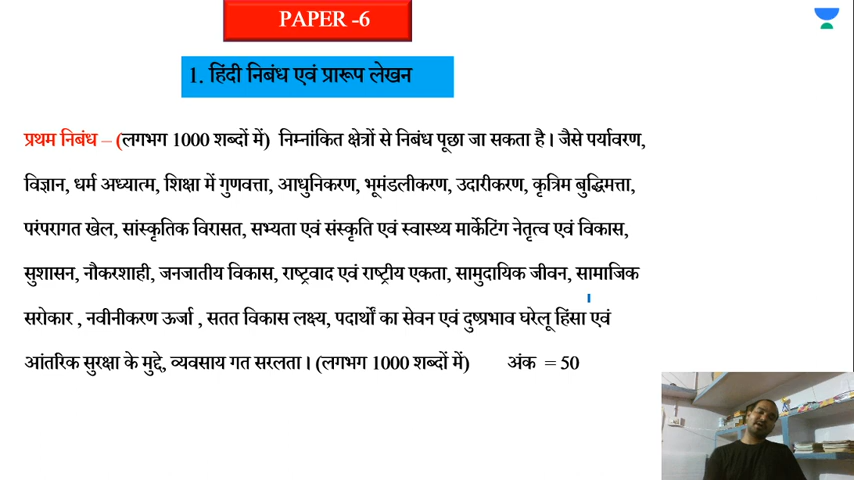 PAPER -6
1. हिंदी निबंध एवं प्रारूप लेखन
प्रथम निबंध – (लगभग 1000 शब्दों में) निम्नांकित क्षेत्रों से निबंध पूछा जा सकता है। जैसे पर्यावरण,
विज्ञान, धर्म अध्यात्म, शिक्षा में गुणवत्ता, आधुनिकरण, भूमंडलीकरण, उदारीकरण, कृत्रिम बुद्धिमत्ता,
परंपरागत खेल, सांस्कृतिक विरासत, सभ्यता एवं संस्कृति एवं स्वास्थ्य मार्केटिंग नेतृत्व एवं विकास,
सुशासन, नौकरशाही, जनजातीय विकास, राष्ट्रवाद एवं राष्ट्रीय एकता, सामुदायिक जीवन, सामाजिक
सरोकार , नवीनीकरण ऊर्जा , सतत विकास लक्ष्य, पदार्थों का सेवन एवं दुष्प्रभाव घरेलू हिंसा एवं
आंतरिक सुरक्षा के मुद्दे, व्यवसाय गत सरलता। (लगभग 1000 शब्दों में) अंक = 50